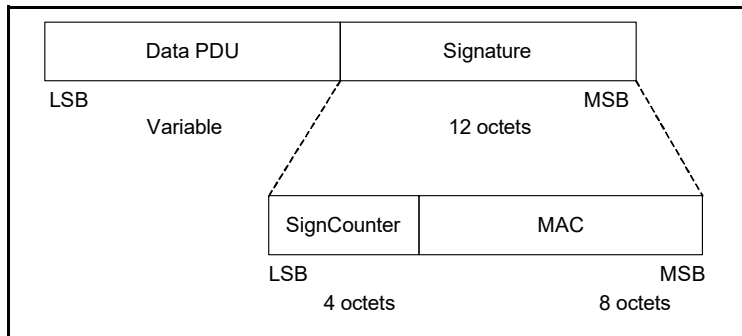 Data PDU Signature
LSB MSB
Variable 12 octets
SignCounter MAC
LSB MSB
4 octets 8 octets